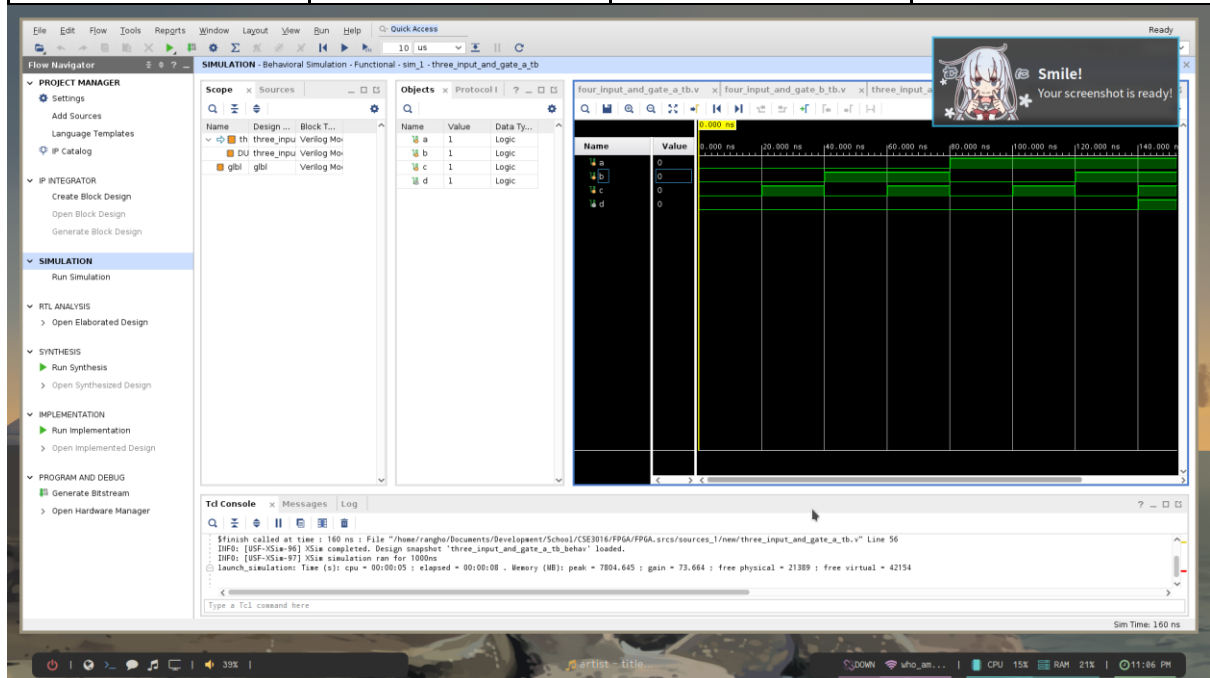 File Edit Flow Tools Reports Window Layout View Run Help Quick Access
Ready
10 us
Flow Navigator
SIMULATION - Behavioral Simulation - Functional - sim_1 - three_input_and_gate_a_tb
PROJECT MANAGER
Settings
Add Sources
Language Templates
IP Catalog
IP INTEGRATOR
Create Block Design
Open Block Design
Generate Block Design
SIMULATION
Run Simulation
RTL ANALYSIS
Open Elaborated Design
SYNTHESIS
Run Synthesis
Open Synthesized Design
IMPLEMENTATION
Run Implementation
Open Implemented Design
PROGRAM AND DEBUG
Generate Bitstream
Open Hardware Manager
Scope Sources
Name Design ... Block T...
th three_inpu Verilog Mo
DU three_inpu Verilog Mo
glbl glbl Verilog Mo
Objects Protocol I
Name Value Data Ty...
a 1 Logic
b 1 Logic
c 1 Logic
d 1 Logic
four_input_and_gate_a_tb.v four_input_and_gate_b_tb.v three_input_a
Smile!
Your screenshot is ready!
0.000 ns
Name Value
0.000 ns 20.000 ns 40.000 ns 60.000 ns 80.000 ns 100.000 ns 120.000 ns 140.000 n
a 0
b 0
c 0
d 0
Tcl Console Messages Log
$finish called at time : 160 ns : File "/home/rangho/Documents/Development/School/CSE3016/FPGA/FPGA.srcs/sources_1/new/three_input_and_gate_a_tb.v" Line 56
INFO: [USF-XSim-96] XSim completed. Design snapshot 'three_input_and_gate_a_tb_behav' loaded.
INFO: [USF-XSim-97] XSim simulation ran for 1000ns
launch_simulation: Time (s): cpu = 00:00:05 ; elapsed = 00:00:08 . Memory (MB): peak = 7804.645 ; gain = 73.664 ; free physical = 21389 ; free virtual = 42154
Type a Tcl command here
Sim Time: 160 ns
39% artist - title... DOWN who_am... CPU 15% RAM 21% 11:06 PM